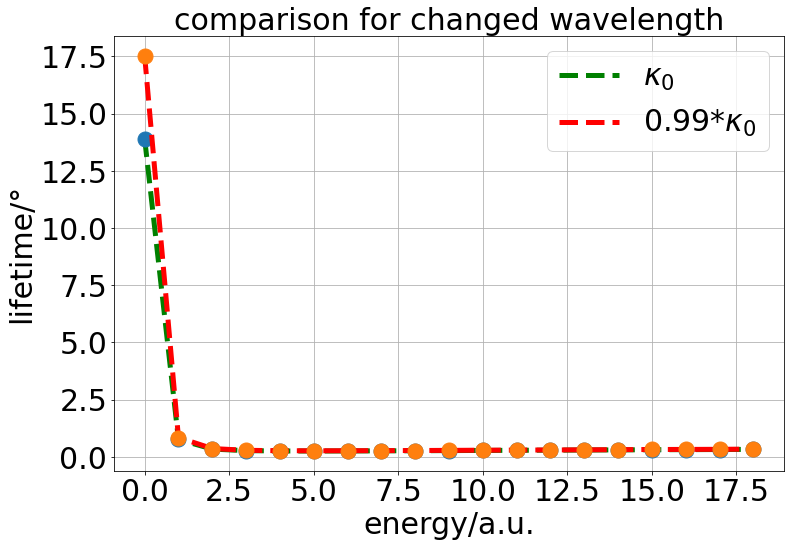 comparison for changed wavelength
κ₀
0.99*κ₀
lifetime/°
17.5
15.0
12.5
10.0
7.5
5.0
2.5
0.0
0.0 2.5 5.0 7.5 10.0 12.5 15.0 17.5
energy/a.u.